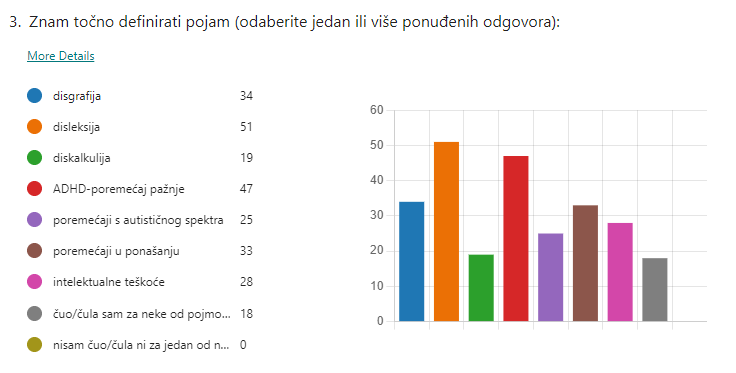 3. Znam točno definirati pojam (odaberite jedan ili više ponuđenih odgovora):
More Details
disgrafija 34
disleksija 51
diskalkulija 19
ADHD-poremećaj pažnje 47
poremećaji s autističnog spektra 25
poremećaji u ponašanju 33
intelektualne teškoće 28
čuo/čula sam za neke od pojmo... 18
nisam čuo/čula ni za jedan od n... 0
60
50
40
30
20
10
0